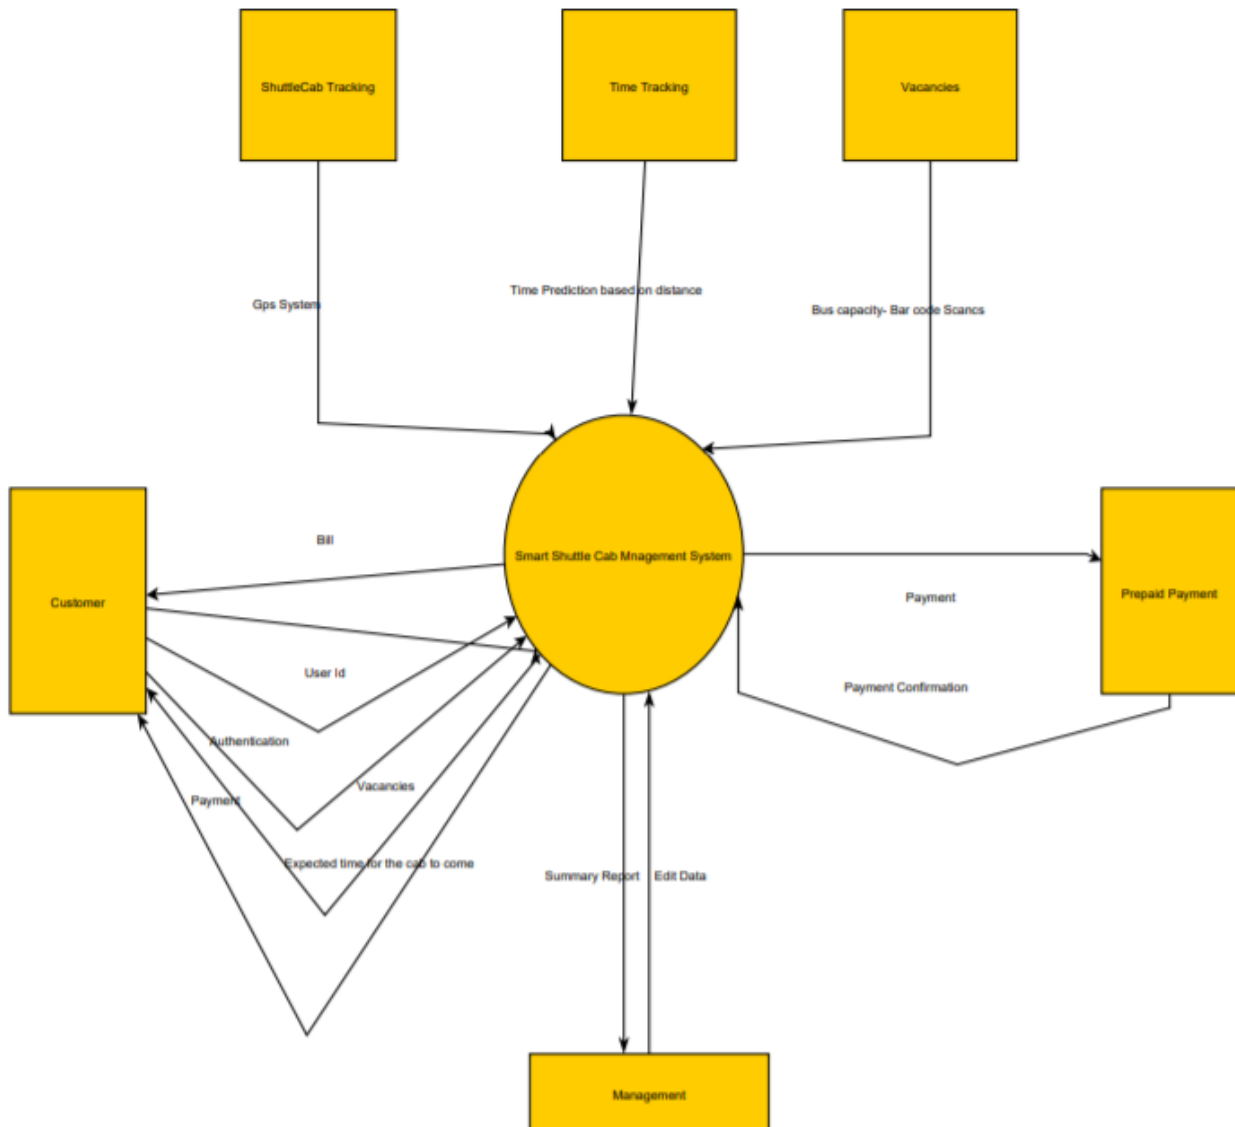 ShuttleCab Tracking
Time Tracking
Vacancies
Gps System
Time Prediction based on distance
Bus capacity- Bar code Scancs
Bill
Smart Shuttle Cab Mnagement System
Customer
Payment
Prepaid Payment
User Id
Payment Confirmation
Authentication
Vacancies
Payment
Expected time for the cab to come
Summary Report
Edit Data
Management